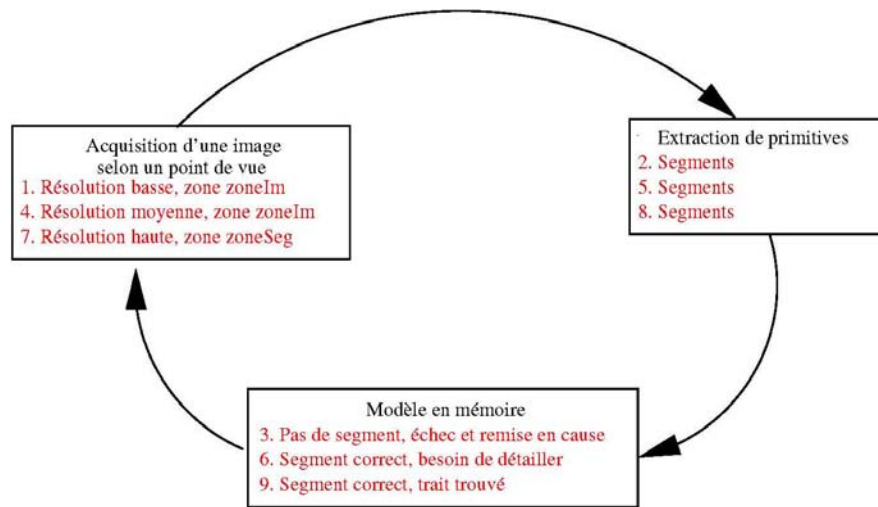 Acquisition d'une image
selon un point de vue
1. Résolution basse, zone zoneIm
4. Résolution moyenne, zone zoneIm
7. Résolution haute, zone zoneSeg
Extraction de primitives
2. Segments
5. Segments
8. Segments
Modèle en mémoire
3. Pas de segment, échec et remise en cause
6. Segment correct, besoin de détailler
9. Segment correct, trait trouvé